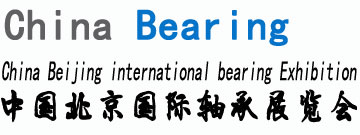 China Bearing
China Beijing international bearing Exhibition
中国北京国际轴承展览会